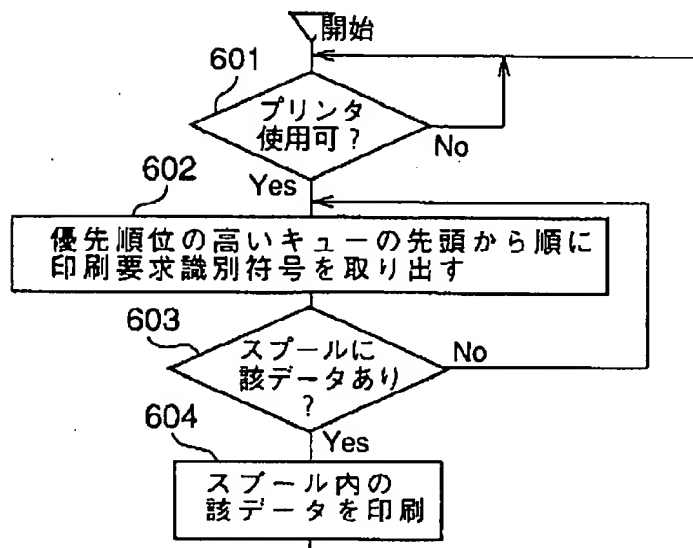 開始
601
プリンタ
使用可?
No
Yes
602
優先順位の高いキューの先頭から順に
印刷要求識別符号を取り出す
603
スプールに
該データあり
?
No
Yes
604
スプール内の
該データを印刷